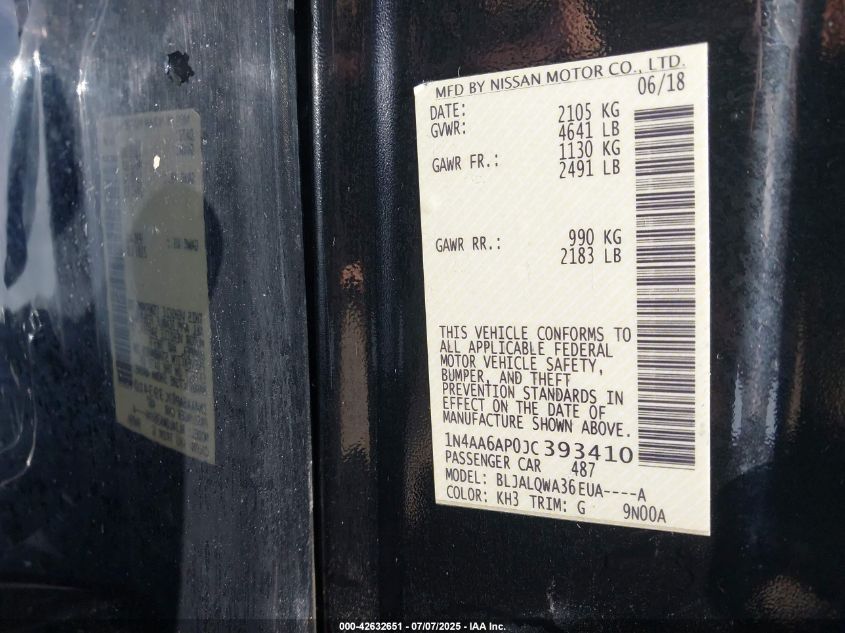 MFD BY NISSAN MOTOR CO., LTD.
DATE: 06/18
GVWR: 2105 KG
4641 LB
GAWR FR.: 1130 KG
2491 LB
GAWR RR.: 990 KG
2183 LB
THIS VEHICLE CONFORMS TO
ALL APPLICABLE FEDERAL
MOTOR VEHICLE SAFETY,
BUMPER, AND THEFT
PREVENTION STANDARDS IN
EFFECT ON THE DATE OF
MANUFACTURE SHOWN ABOVE.
1N4AA6AP0JC393410
PASSENGER CAR 487
MODEL: BLJALQWA36EUA----A
COLOR: KH3 TRIM: G 9N00A
000-42632651 - 07/07/2025 - IAA Inc.